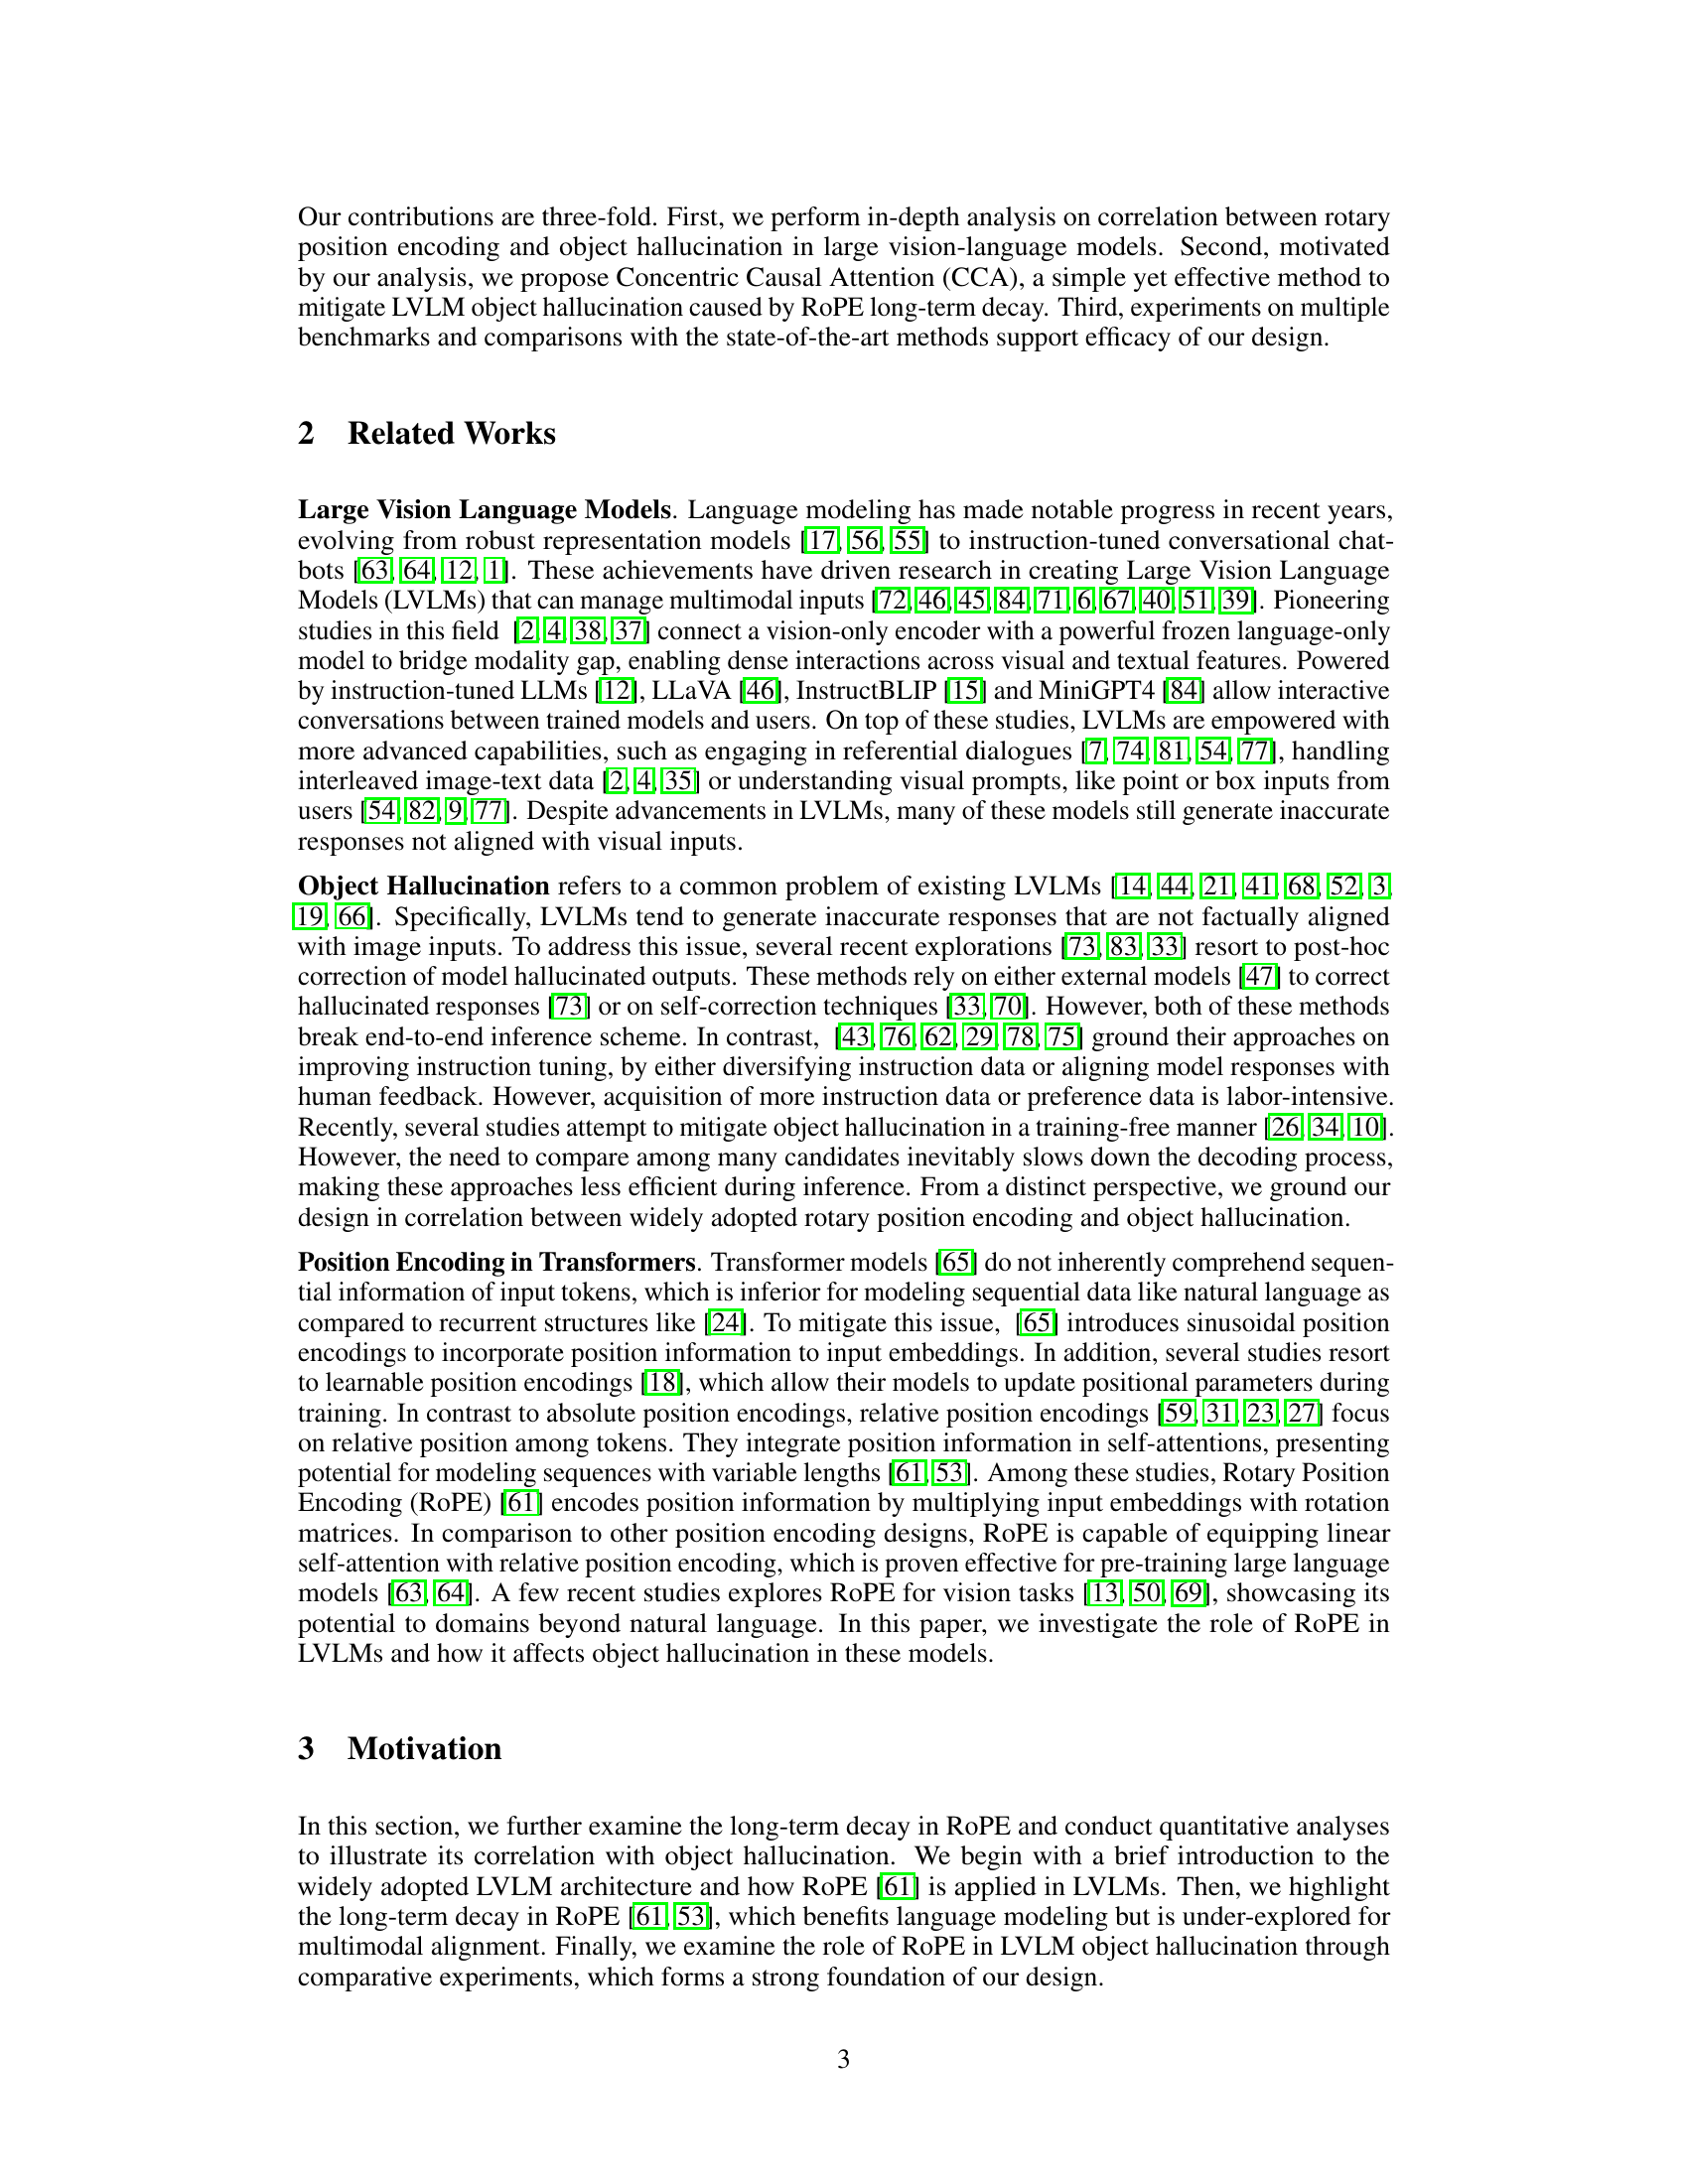 Our contributions are three-fold. First, we perform in-depth analysis on correlation between rotary
position encoding and object hallucination in large vision-language models. Second, motivated
by our analysis, we propose Concentric Causal Attention (CCA), a simple yet effective method to
mitigate LVLM object hallucination caused by RoPE long-term decay. Third, experiments on multiple
benchmarks and comparisons with the state-of-the-art methods support efficacy of our design.
2 Related Works
Large Vision Language Models. Language modeling has made notable progress in recent years,
evolving from robust representation models [17, 56, 55] to instruction-tuned conversational chat-
bots [63, 64, 12, 1]. These achievements have driven research in creating Large Vision Language
Models (LVLMs) that can manage multimodal inputs [72, 46, 45, 84, 71, 6, 67, 40, 51, 39]. Pioneering
studies in this field [2, 4, 38, 37] connect a vision-only encoder with a powerful frozen language-only
model to bridge modality gap, enabling dense interactions across visual and textual features. Powered
by instruction-tuned LLMs [12], LLaVA [46], InstructBLIP [15] and MiniGPT4 [84] allow interactive
conversations between trained models and users. On top of these studies, LVLMs are empowered with
more advanced capabilities, such as engaging in referential dialogues [7, 74, 81, 54, 77], handling
interleaved image-text data [2, 4, 35] or understanding visual prompts, like point or box inputs from
users [54, 82, 9, 77]. Despite advancements in LVLMs, many of these models still generate inaccurate
responses not aligned with visual inputs.
Object Hallucination refers to a common problem of existing LVLMs [14, 44, 21, 41, 68, 52, 3,
19, 66]. Specifically, LVLMs tend to generate inaccurate responses that are not factually aligned
with image inputs. To address this issue, several recent explorations [73, 83, 33] resort to post-hoc
correction of model hallucinated outputs. These methods rely on either external models [47] to correct
hallucinated responses [73] or on self-correction techniques [33, 70]. However, both of these methods
break end-to-end inference scheme. In contrast, [43, 76, 62, 29, 78, 75] ground their approaches on
improving instruction tuning, by either diversifying instruction data or aligning model responses with
human feedback. However, acquisition of more instruction data or preference data is labor-intensive.
Recently, several studies attempt to mitigate object hallucination in a training-free manner [26, 34, 10].
However, the need to compare among many candidates inevitably slows down the decoding process,
making these approaches less efficient during inference. From a distinct perspective, we ground our
design in correlation between widely adopted rotary position encoding and object hallucination.
Position Encoding in Transformers. Transformer models [65] do not inherently comprehend sequen-
tial information of input tokens, which is inferior for modeling sequential data like natural language as
compared to recurrent structures like [24]. To mitigate this issue, [65] introduces sinusoidal position
encodings to incorporate position information to input embeddings. In addition, several studies resort
to learnable position encodings [18], which allow their models to update positional parameters during
training. In contrast to absolute position encodings, relative position encodings [59, 31, 23, 27] focus
on relative position among tokens. They integrate position information in self-attentions, presenting
potential for modeling sequences with variable lengths [61, 53]. Among these studies, Rotary Position
Encoding (RoPE) [61] encodes position information by multiplying input embeddings with rotation
matrices. In comparison to other position encoding designs, RoPE is capable of equipping linear
self-attention with relative position encoding, which is proven effective for pre-training large language
models [63, 64]. A few recent studies explores RoPE for vision tasks [13, 50, 69], showcasing its
potential to domains beyond natural language. In this paper, we investigate the role of RoPE in
LVLMs and how it affects object hallucination in these models.
3 Motivation
In this section, we further examine the long-term decay in RoPE and conduct quantitative analyses
to illustrate its correlation with object hallucination. We begin with a brief introduction to the
widely adopted LVLM architecture and how RoPE [61] is applied in LVLMs. Then, we highlight
the long-term decay in RoPE [61, 53], which benefits language modeling but is under-explored for
multimodal alignment. Finally, we examine the role of RoPE in LVLM object hallucination through
comparative experiments, which forms a strong foundation of our design.
3